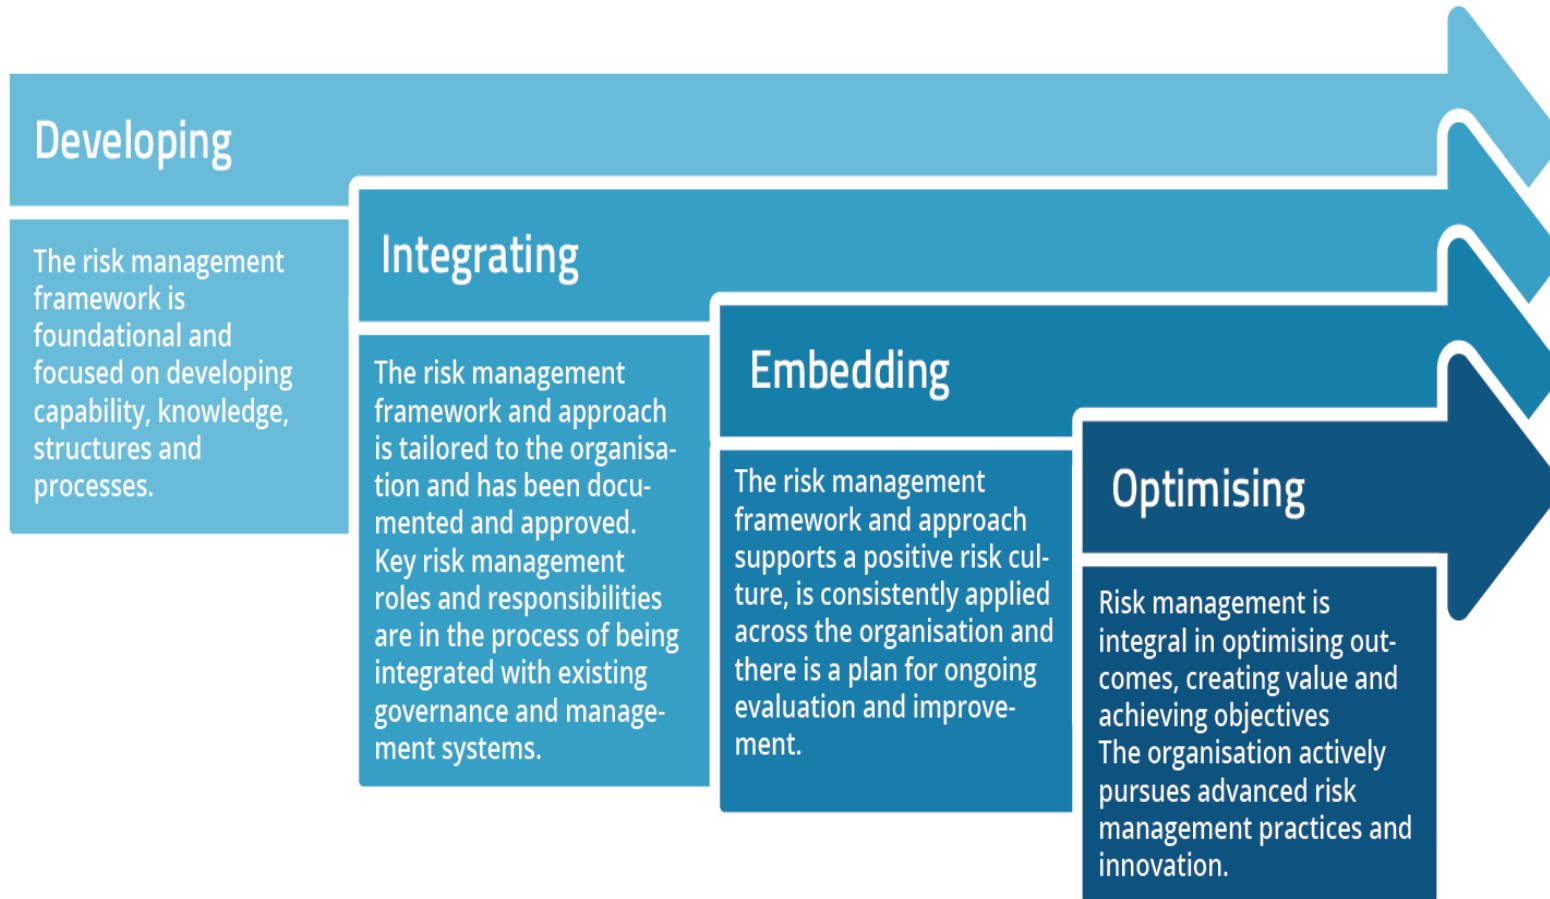 Developing
The risk management
framework is
foundational and
focused on developing
capability, knowledge,
structures and
processes.
Integrating
The risk management
framework and approach
is tailored to the organisa-
tion and has been docu-
mented and approved.
Key risk management
roles and responsibilities
are in the process of being
integrated with existing
governance and manage-
ment systems.
Embedding
The risk management
framework and approach
supports a positive risk cul-
ture, is consistently applied
across the organisation and
there is a plan for ongoing
evaluation and improve-
ment.
Optimising
Risk management is
integral in optimising out-
comes, creating value and
achieving objectives
The organisation actively
pursues advanced risk
management practices and
innovation.